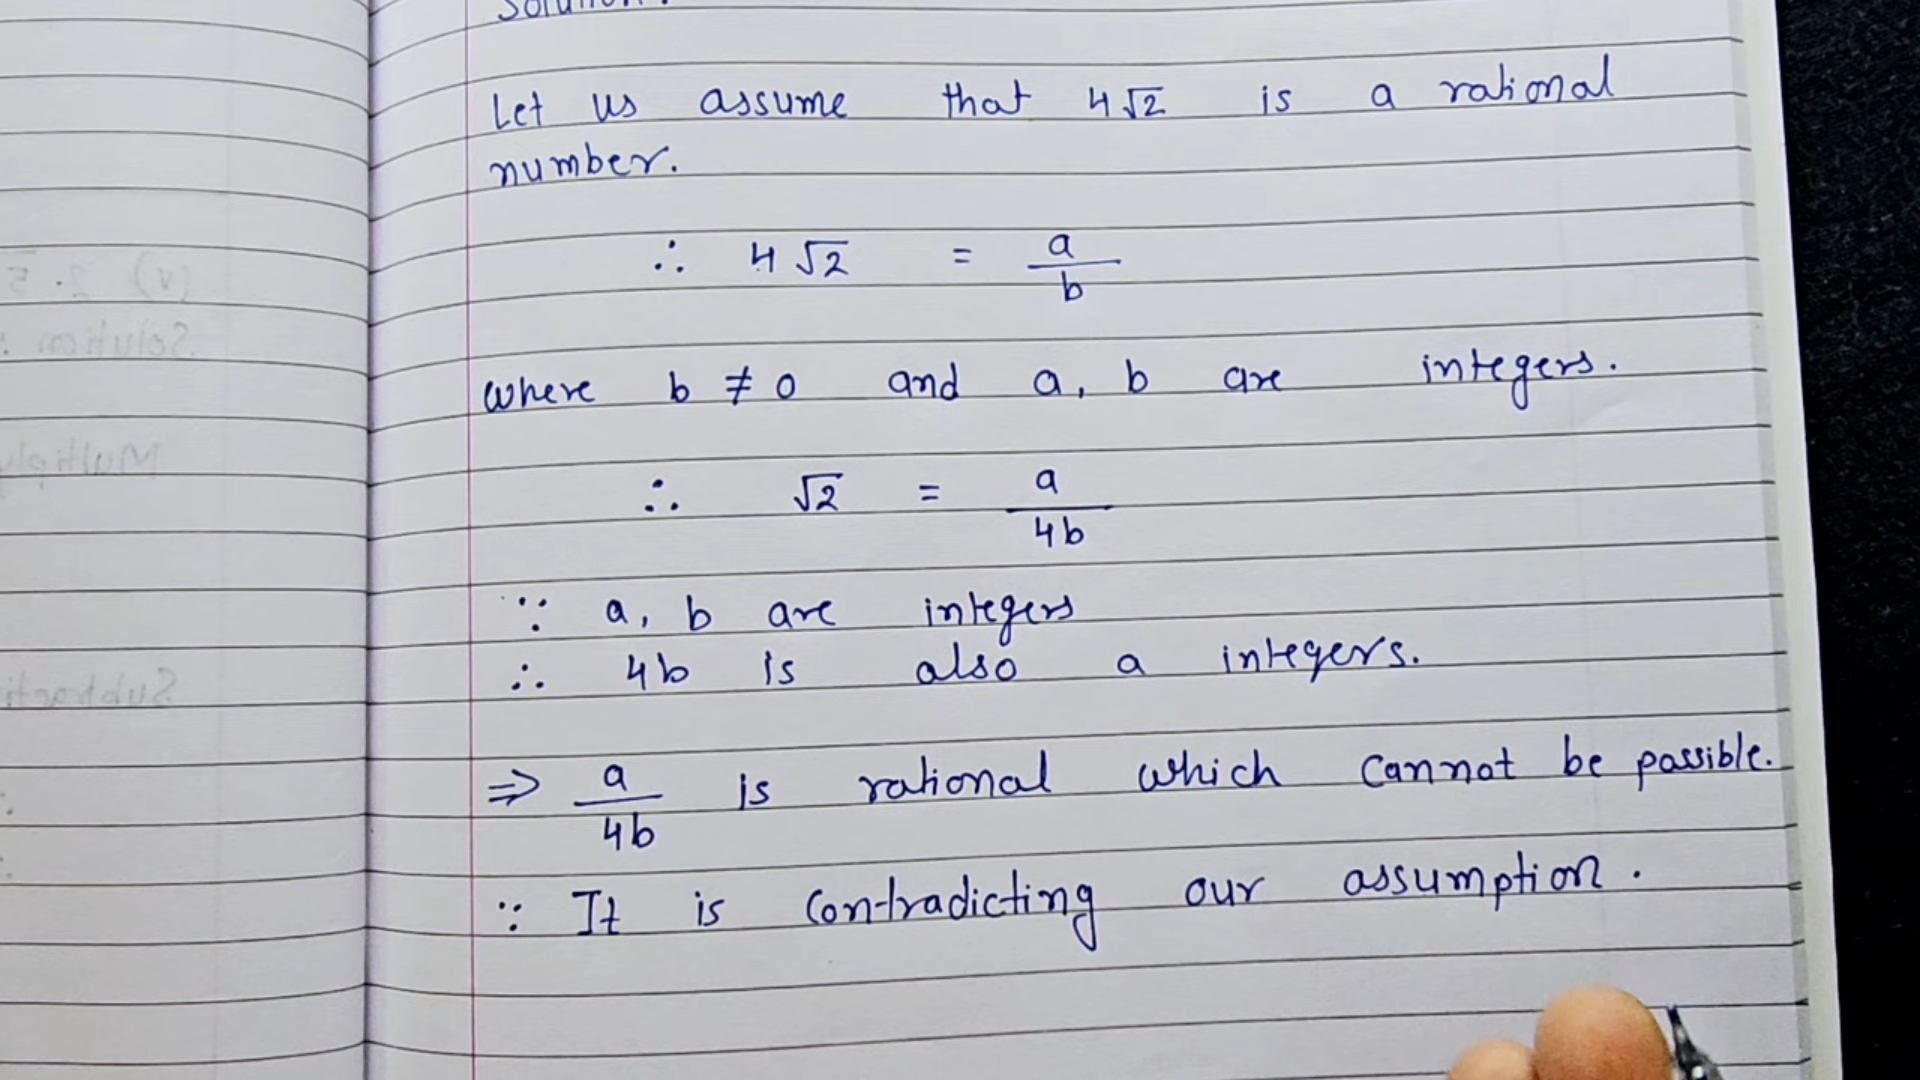 Solution:
Let us assume that 4√2 is a rational
number.
∴ 4√2 = a/b
where b ≠ 0 and a, b are integers.
∴ √2 = a/4b
∵ a, b are integers
∴ 4b is also a integers.
⇒ a/4b is rational which cannot be possible.
∵ It is contradicting our assumption.